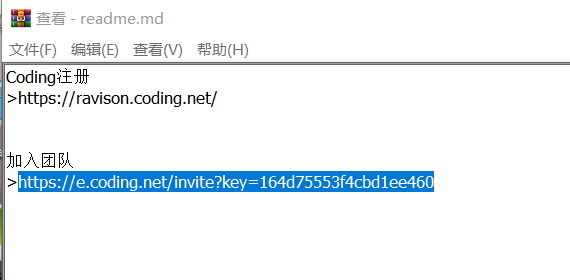 查看 - readme.md
文件(F) 编辑(E) 查看(V) 帮助(H)
Coding注册
>https://ravison.coding.net/
加入团队
>https://e.coding.net/invite?key=164d75553f4cbd1ee460